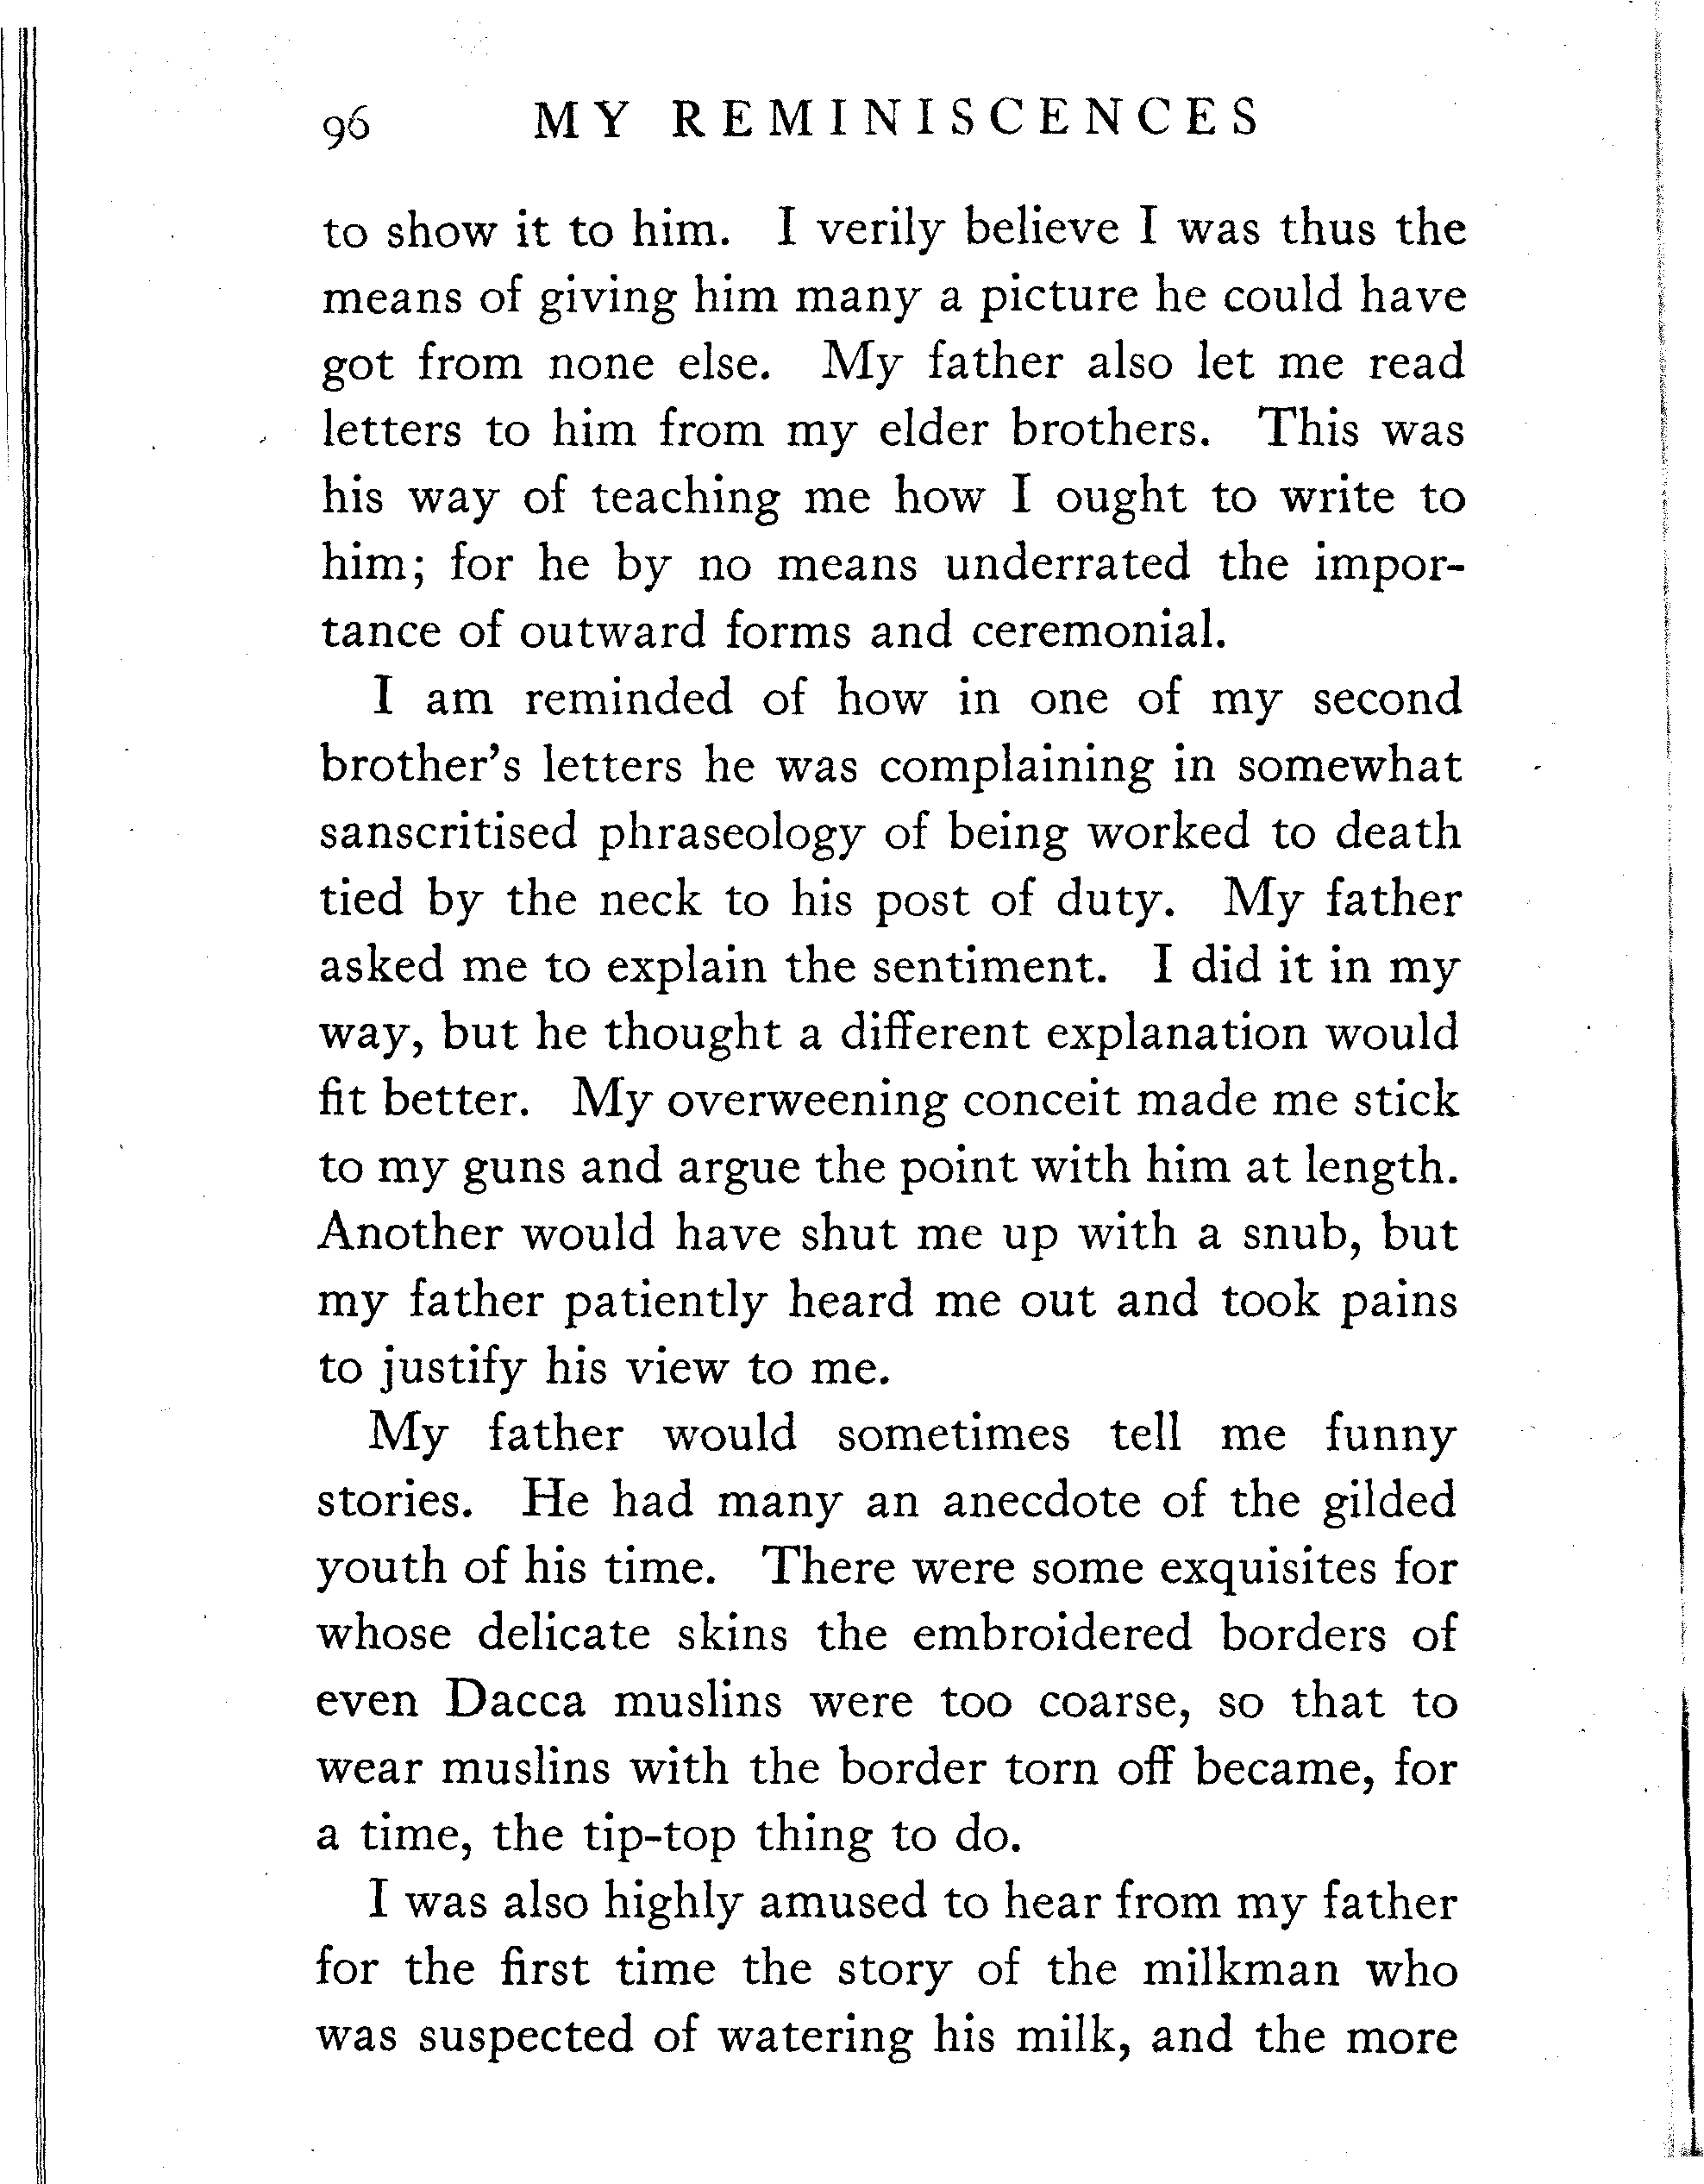 96 MY REMINISCENCES
to show it to him. I verily believe I was thus the
means of giving him many a picture he could have
got from none else. My father also let me read
letters to him from my elder brothers. This was
his way of teaching me how I ought to write to
him; for he by no means underrated the impor-
tance of outward forms and ceremonial.
I am reminded of how in one of my second
brother's letters he was complaining in somewhat
sanscritised phraseology of being worked to death
tied by the neck to his post of duty. My father
asked me to explain the sentiment. I did it in my
way, but he thought a different explanation would
fit better. My overweening conceit made me stick
to my guns and argue the point with him at length.
Another would have shut me up with a snub, but
my father patiently heard me out and took pains
to justify his view to me.
My father would sometimes tell me funny
stories. He had many an anecdote of the gilded
youth of his time. There were some exquisites for
whose delicate skins the embroidered borders of
even Dacca muslins were too coarse, so that to
wear muslins with the border torn off became, for
a time, the tip-top thing to do.
I was also highly amused to hear from my father
for the first time the story of the milkman who
was suspected of watering his milk, and the more